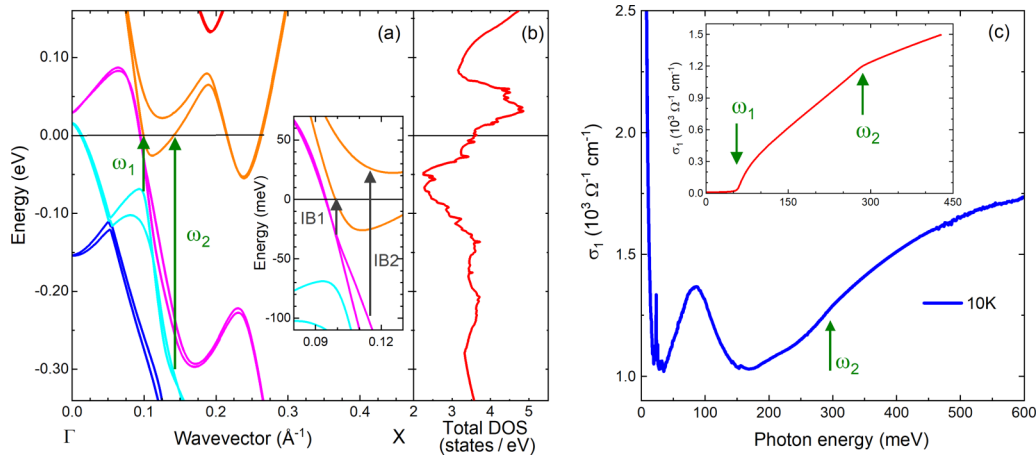 (a)
0.10
0.00
-0.10
-0.20
-0.30
Energy (eV)
ω1
ω2
0.0
0.1
0.2
0.3
Γ
Wavevector (Å-1)
X
50
0
-50
-100
Energy (meV)
IB1
IB2
0.09
0.12
(b)
2
3
4
5
Total DOS
(states / eV)
(c)
2.5
2.0
1.5
1.0
σ1 (10³ Ω-1 cm-1)
0
100
200
300
400
500
600
Photon energy (meV)
10K
ω2
1.5
1.2
0.9
0.6
0.3
0.0
σ1 (10³ Ω-1 cm-1)
ω1
ω2
0
150
300
450